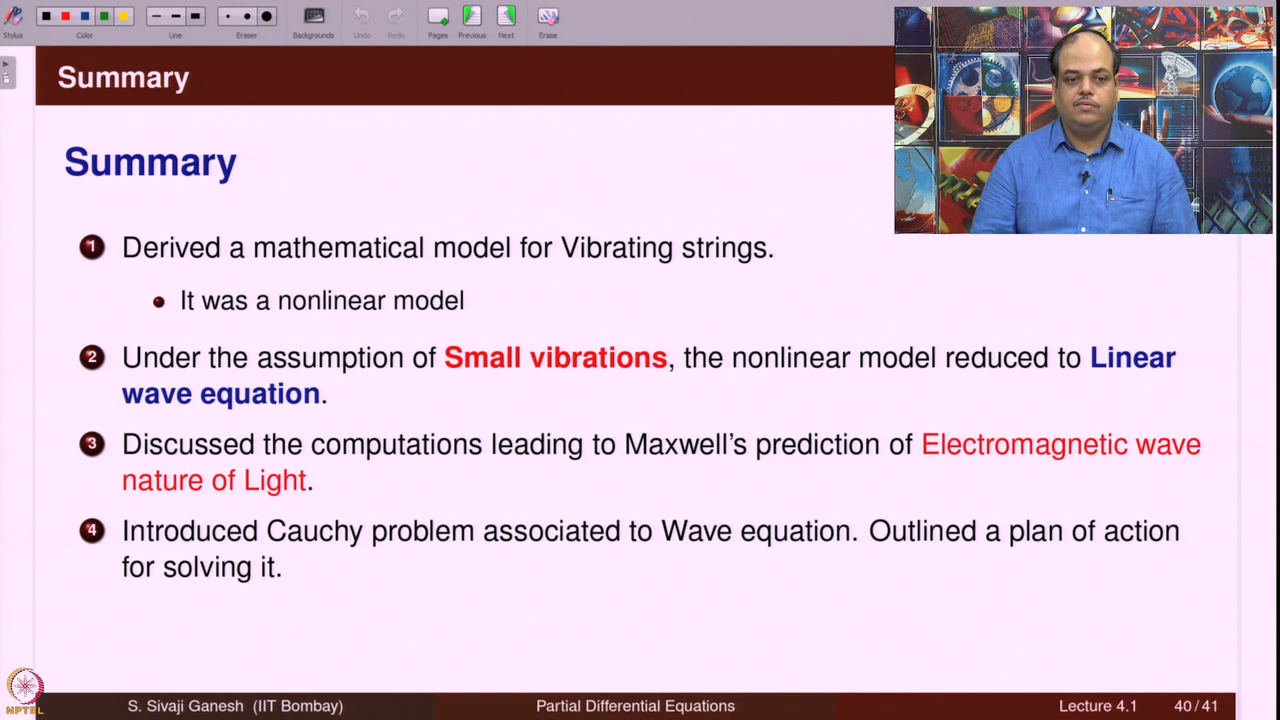 Stylus
Color
Line
Eraser
Backgrounds
Undo
Redo
Pages
Previous
Next
Erase
Summary
Summary
1 Derived a mathematical model for Vibrating strings.
It was a nonlinear model
2 Under the assumption of Small vibrations, the nonlinear model reduced to Linear
wave equation.
3 Discussed the computations leading to Maxwell's prediction of Electromagnetic wave
nature of Light.
4 Introduced Cauchy problem associated to Wave equation. Outlined a plan of action
for solving it.
NPTEL
S. Sivaji Ganesh (IIT Bombay)
Partial Differential Equations
Lecture 4.1
40/41